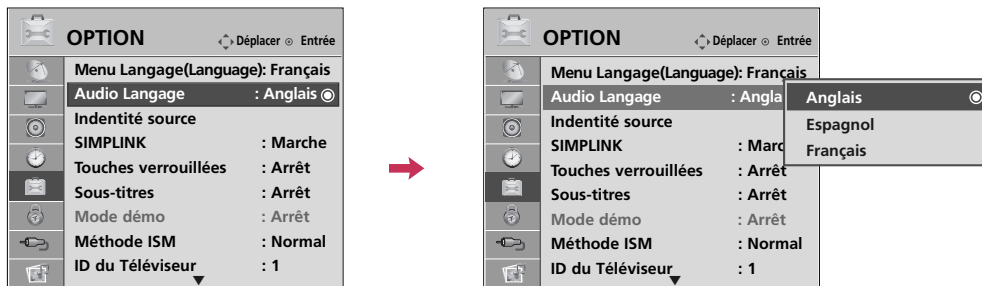 OPTION
Déplacer Entrée
Menu Langage(Language): Français
Audio Langage : Anglais
Indentité source
SIMPLINK : Marche
Touches verrouillées : Arrêt
Sous-titres : Arrêt
Mode démo : Arrêt
Méthode ISM : Normal
ID du Téléviseur : 1
OPTION
Déplacer Entrée
Menu Langage(Language): Français
Audio Langage : Angla
Indentité source
SIMPLINK : Marc
Touches verrouillées : Arrêt
Sous-titres : Arrêt
Mode démo : Arrêt
Méthode ISM : Normal
ID du Téléviseur : 1
Anglais
Espagnol
Français